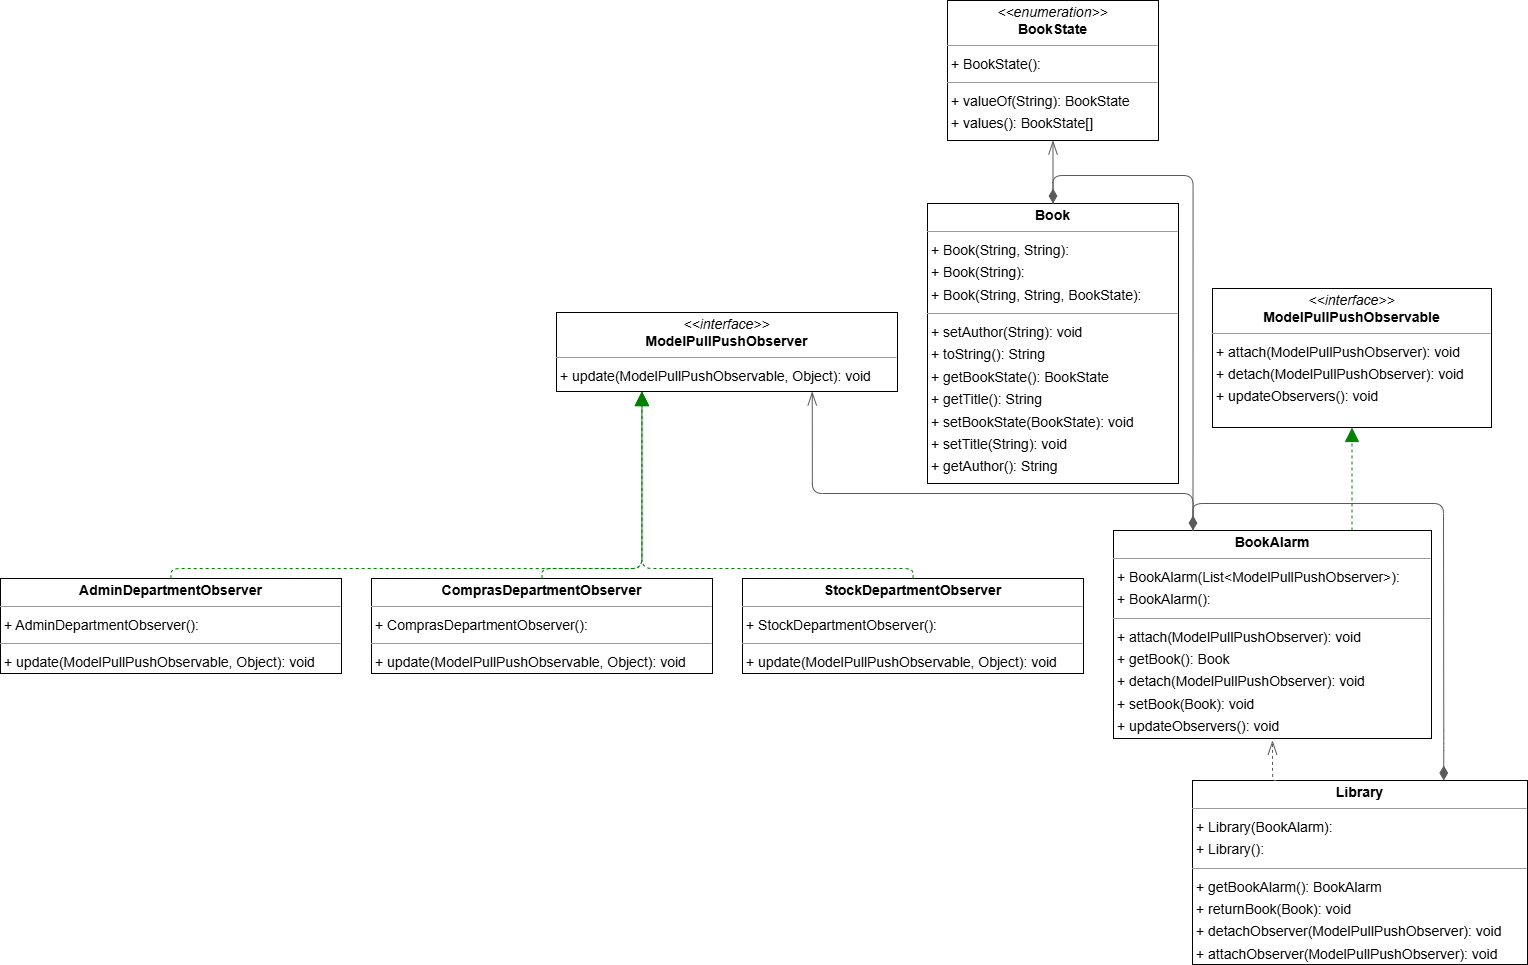 <<enumeration>>
BookState
+ BookState():
+ valueOf(String): BookState
+ values(): BookState[]
Book
+ Book(String, String):
+ Book(String):
+ Book(String, String, BookState):
+ setAuthor(String): void
+ toString(): String
+ getBookState(): BookState
+ getTitle(): String
+ setBookState(BookState): void
+ setTitle(String): void
+ getAuthor(): String
<<interface>>
ModelPullPushObserver
+ update(ModelPullPushObservable, Object): void
<<interface>>
ModelPullPushObservable
+ attach(ModelPullPushObserver): void
+ detach(ModelPullPushObserver): void
+ updateObservers(): void
AdminDepartmentObserver
+ AdminDepartmentObserver():
+ update(ModelPullPushObservable, Object): void
ComprasDepartmentObserver
+ ComprasDepartmentObserver():
+ update(ModelPullPushObservable, Object): void
StockDepartmentObserver
+ StockDepartmentObserver():
+ update(ModelPullPushObservable, Object): void
BookAlarm
+ BookAlarm(List<ModelPullPushObserver>):
+ BookAlarm():
+ attach(ModelPullPushObserver): void
+ getBook(): Book
+ detach(ModelPullPushObserver): void
+ setBook(Book): void
+ updateObservers(): void
Library
+ Library(BookAlarm):
+ Library():
+ getBookAlarm(): BookAlarm
+ returnBook(Book): void
+ detachObserver(ModelPullPushObserver): void
+ attachObserver(ModelPullPushObserver): void